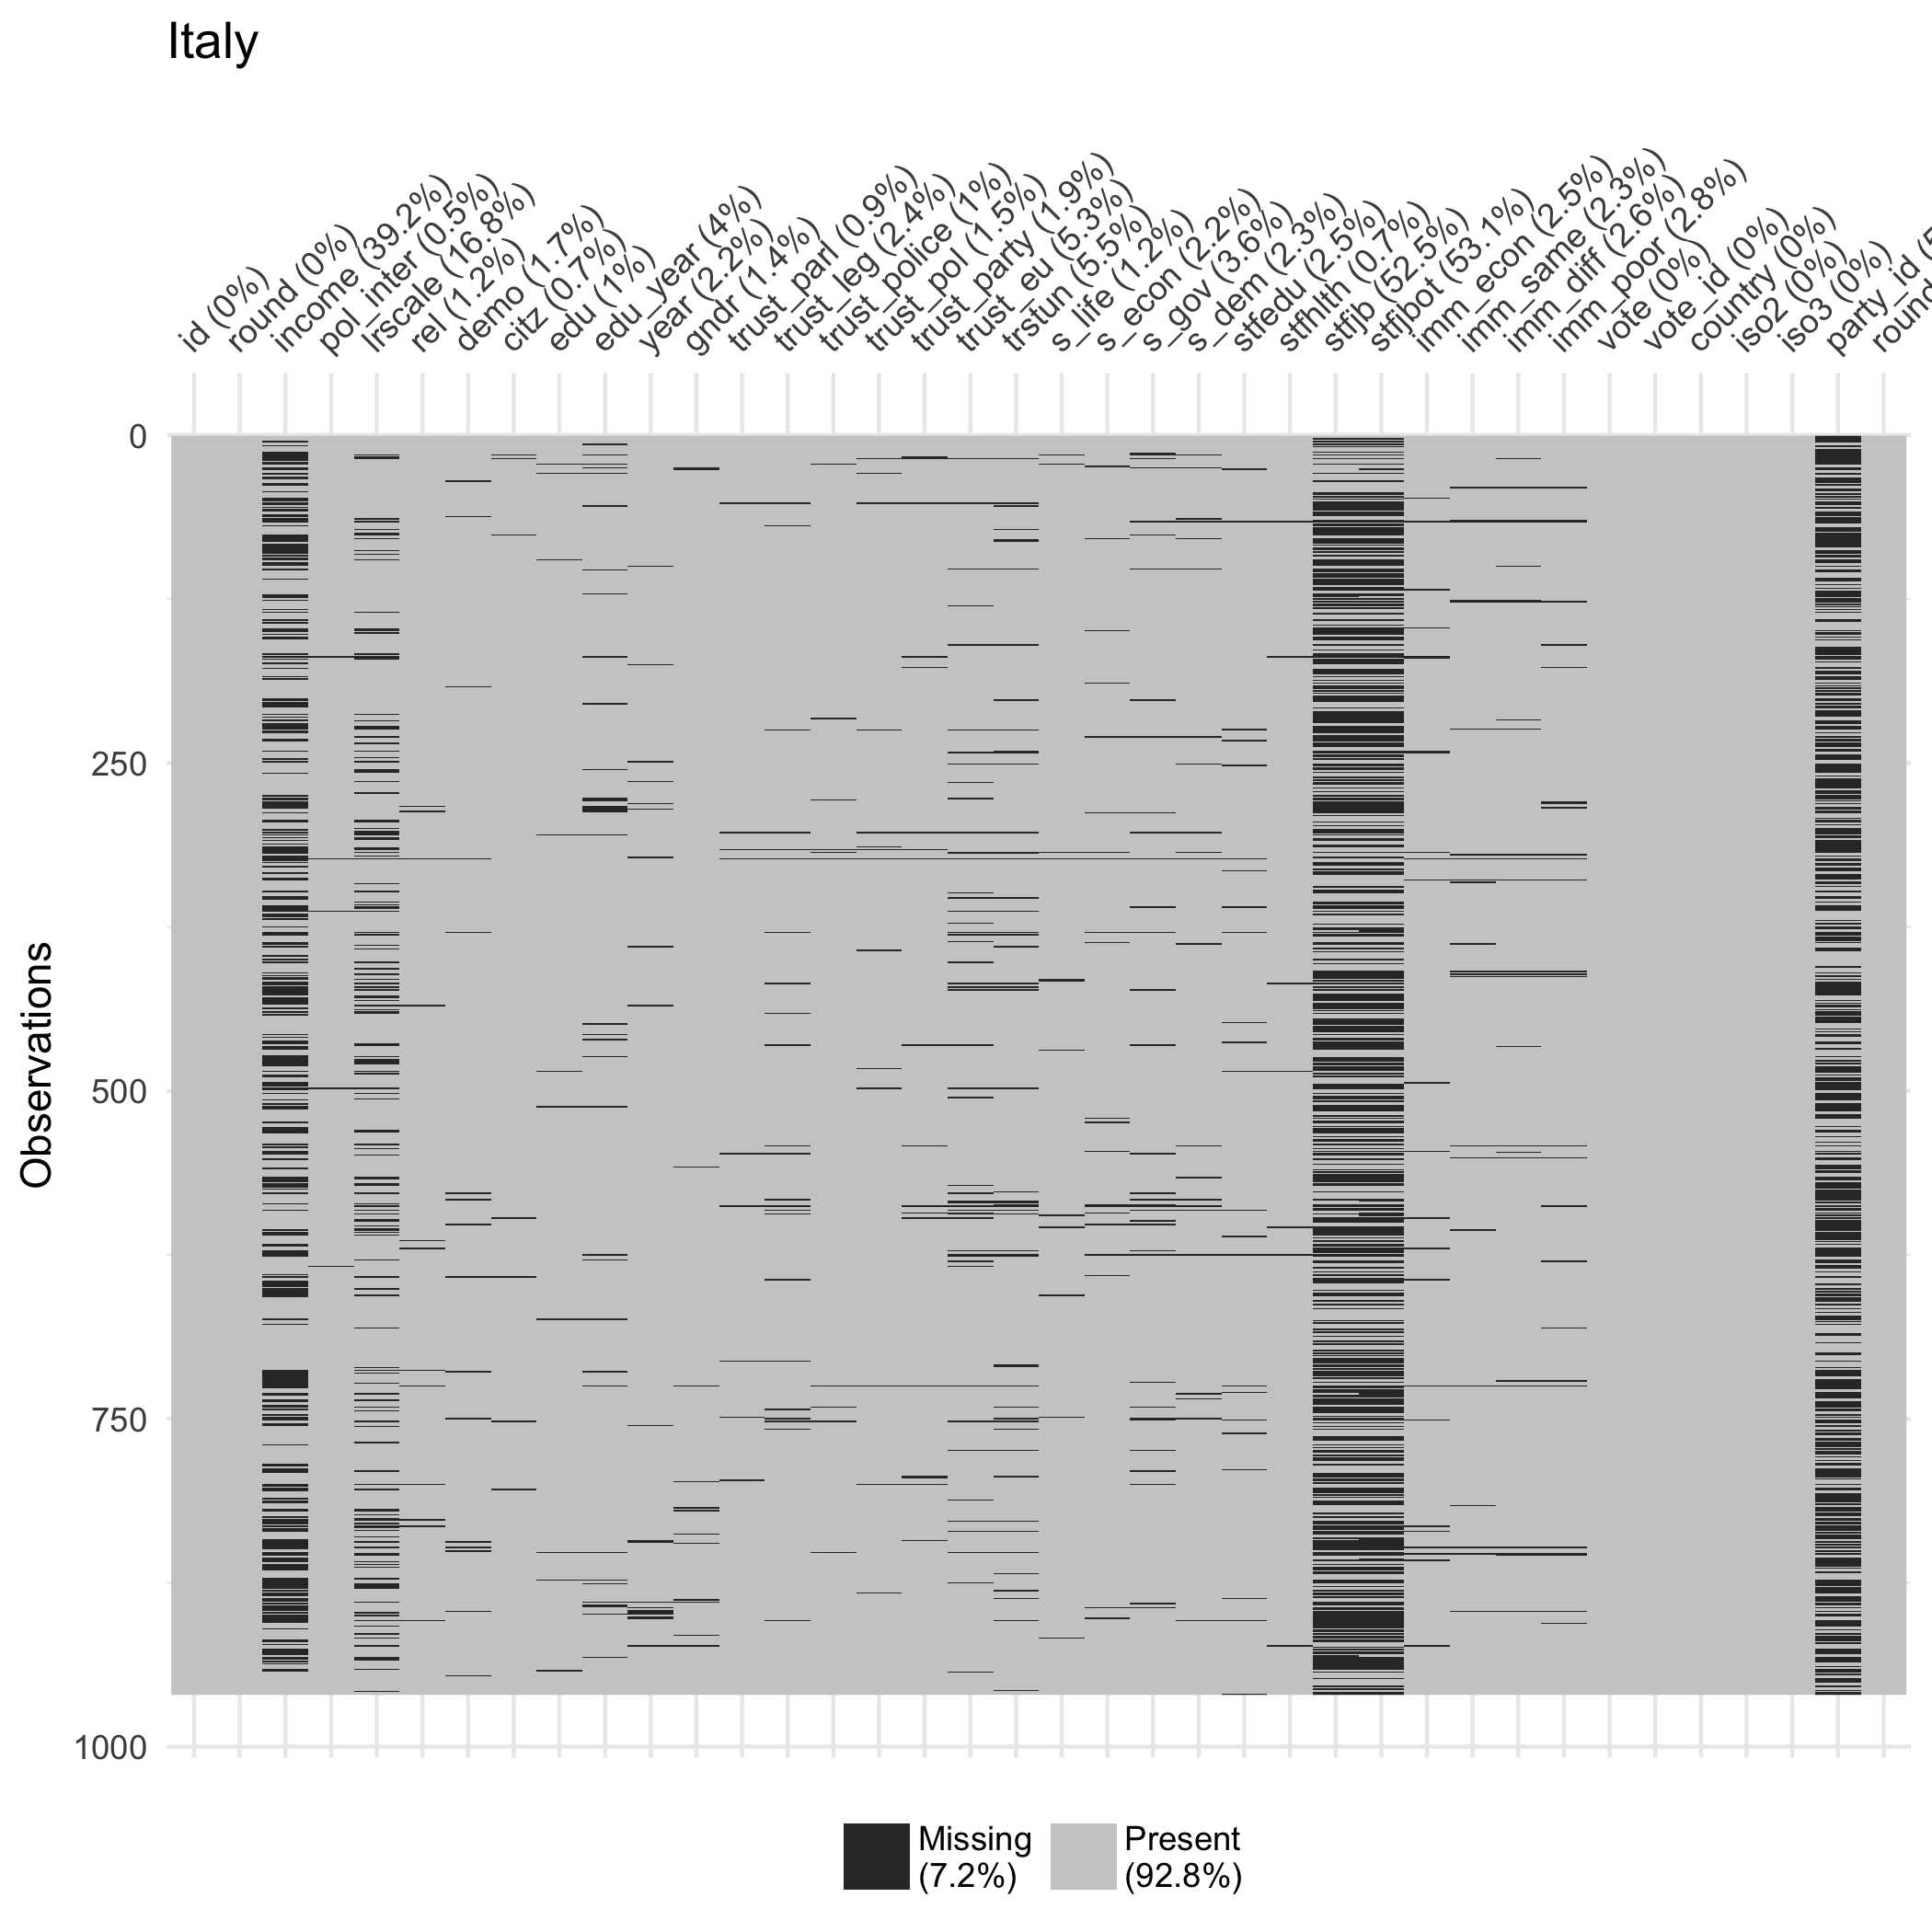 Italy
id (0%)
round (0%)
income (39.2%)
pol_inter (0.5%)
lrscale (16.8%)
rel (1.2%)
demo (1.7%)
citz (0.7%)
edu (1%)
edu_year (4%)
year (2.2%)
gndr (1.4%)
trust_parl (0.9%)
trust_leg (2.4%)
trust_police (1%)
trust_pol (1.5%)
trust_party (1.9%)
trust_eu (5.3%)
trstun (5.5%)
s_life (1.2%)
s_econ (2.2%)
s_gov (3.6%)
s_dem (2.3%)
stfedu (2.5%)
stfhlth (0.7%)
stfjb (52.5%)
stfjbot (53.1%)
imm_econ (2.5%)
imm_same (2.3%)
imm_diff (2.6%)
imm_poor (2.8%)
vote (0%)
vote_id (0%)
country (0%)
iso2 (0%)
iso3 (0%)
party_id (5
round
0
250
500
750
1000
Observations
Missing
(7.2%)
Present
(92.8%)